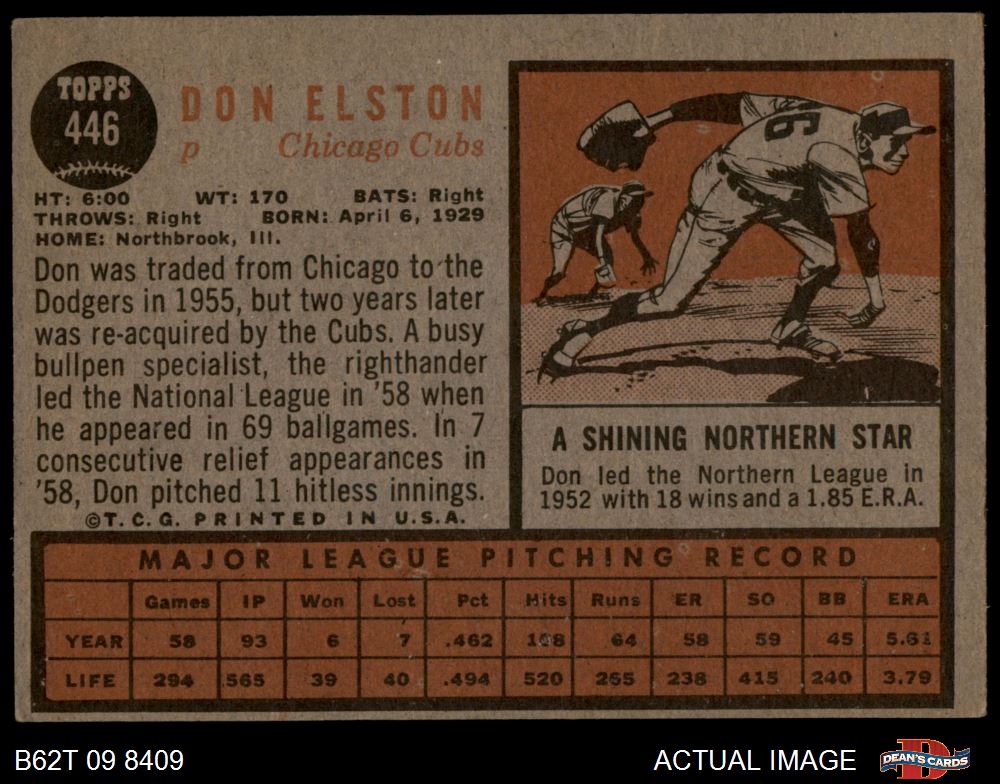 TOPPS
446
DON ELSTON
p Chicago Cubs
HT: 6:00 WT: 170 BATS: Right
THROWS: Right BORN: April 6, 1929
HOME: Northbrook, Ill.
Don was traded from Chicago to the
Dodgers in 1955, but two years later
was re-acquired by the Cubs. A busy
bullpen specialist, the righthander
led the National League in '58 when
he appeared in 69 ballgames. In 7
consecutive relief appearances in
'58, Don pitched 11 hitless innings.
©T.C.G. PRINTED IN U.S.A.
A SHINING NORTHERN STAR
Don led the Northern League in
1952 with 18 wins and a 1.85 E.R.A.
MAJOR LEAGUE PITCHING RECORD
Games IP Won Lost Pct Hits Runs ER SO BB ERA
YEAR 58 93 6 7 .462 108 64 58 59 45 5.61
LIFE 294 565 39 40 .494 520 265 238 415 240 3.79
B62T 09 8409
ACTUAL IMAGE
D
DEAN'S CARDS